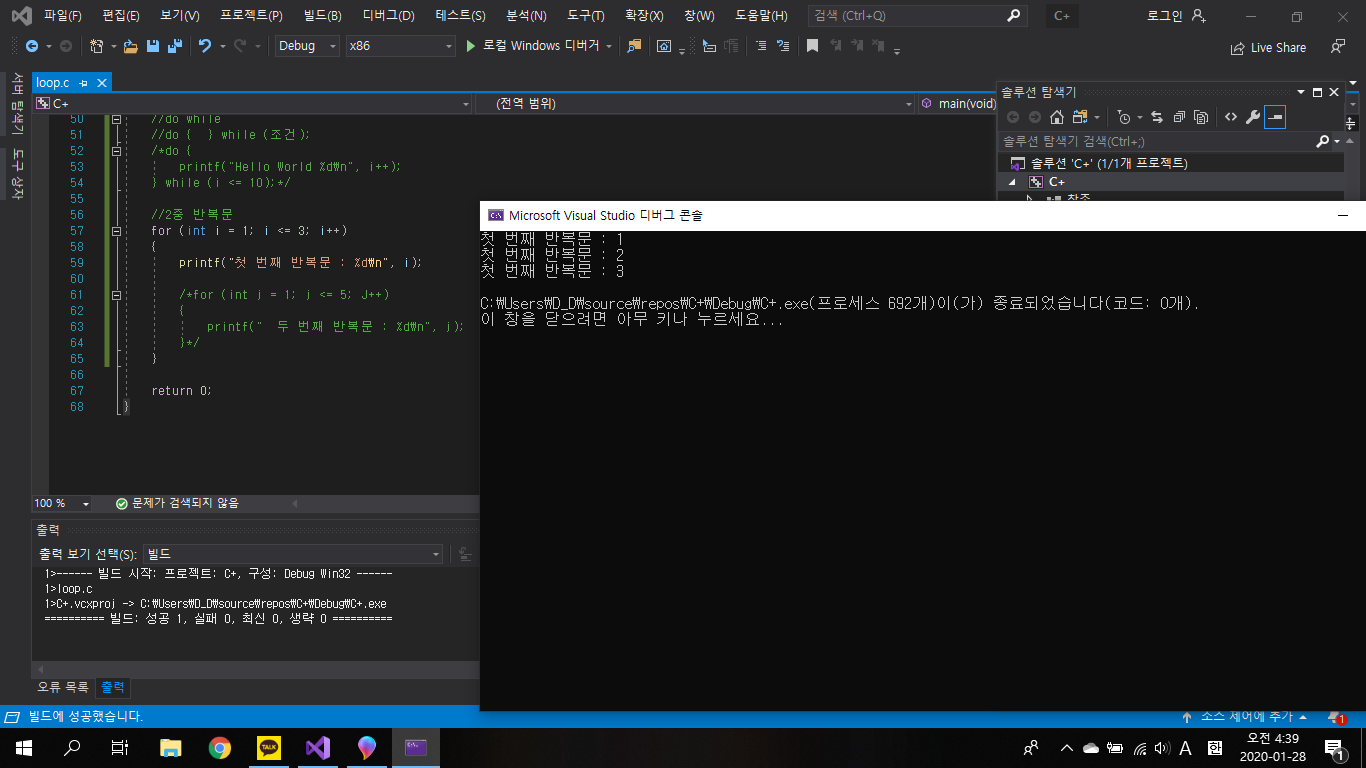 파일(F) 편집(E) 보기(V) 프로젝트(P) 빌드(B) 디버그(D) 테스트(S) 분석(N) 도구(T) 확장(X) 창(W) 도움말(H) 검색 (Ctrl+Q) C+ 로그인
Debug x86 로컬 Windows 디버거 Live Share
서버 탐색기
도구 상자
loop.c
C+ (전역 범위) main(void)
50 //do while
51 //do { } while (조건);
52 /*do {
53 printf("Hello World %d\n", i++);
54 } while (i <= 10);*/
55
56 //2중 반복문
57 for (int i = 1; i <= 3; i++)
58 {
59 printf("첫 번째 반복문 : %d\n", i);
60
61 /*for (int j = 1; j <= 5; J++)
62 {
63 printf("  두 번째 반복문 : %d\n", j);
64 }*/
65 }
66
67 return 0;
68 }
100 % 문제가 검색되지 않음
솔루션 탐색기
솔루션 탐색기 검색(Ctrl+;)
솔루션 'C+' (1/1개 프로젝트)
C+
Microsoft Visual Studio 디버그 콘솔
첫 번째 반복문 : 1
첫 번째 반복문 : 2
첫 번째 반복문 : 3
C:\Users\D_D\source\repos\C+\Debug\C+.exe(프로세스 692개)이(가) 종료되었습니다(코드: 0개).
이 창을 닫으려면 아무 키나 누르세요...
출력
출력 보기 선택(S): 빌드
1>------ 빌드 시작: 프로젝트: C+, 구성: Debug Win32 ------
1>loop.c
1>C+.vcxproj -> C:\Users\D_D\source\repos\C+\Debug\C+.exe
========== 빌드: 성공 1, 실패 0, 최신 0, 생략 0 ==========
오류 목록 출력
빌드에 성공했습니다. 소스 제어에 추가 1
TALK A 한 오전 4:39
2020-01-28 1